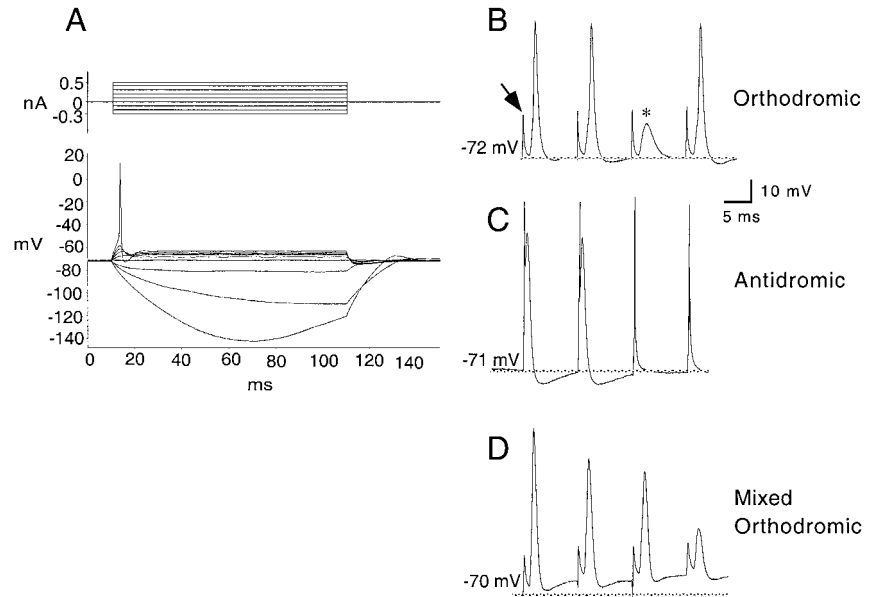 A
0.5
nA 0
-0.3
20
0
-20
-40
mV -60
-80
-100
-120
-140
0 20 40 60 80 100 120 140
ms
B
*
Orthodromic
-72 mV
10 mV
5 ms
C
Antidromic
-71 mV
D
Mixed
Orthodromic
-70 mV